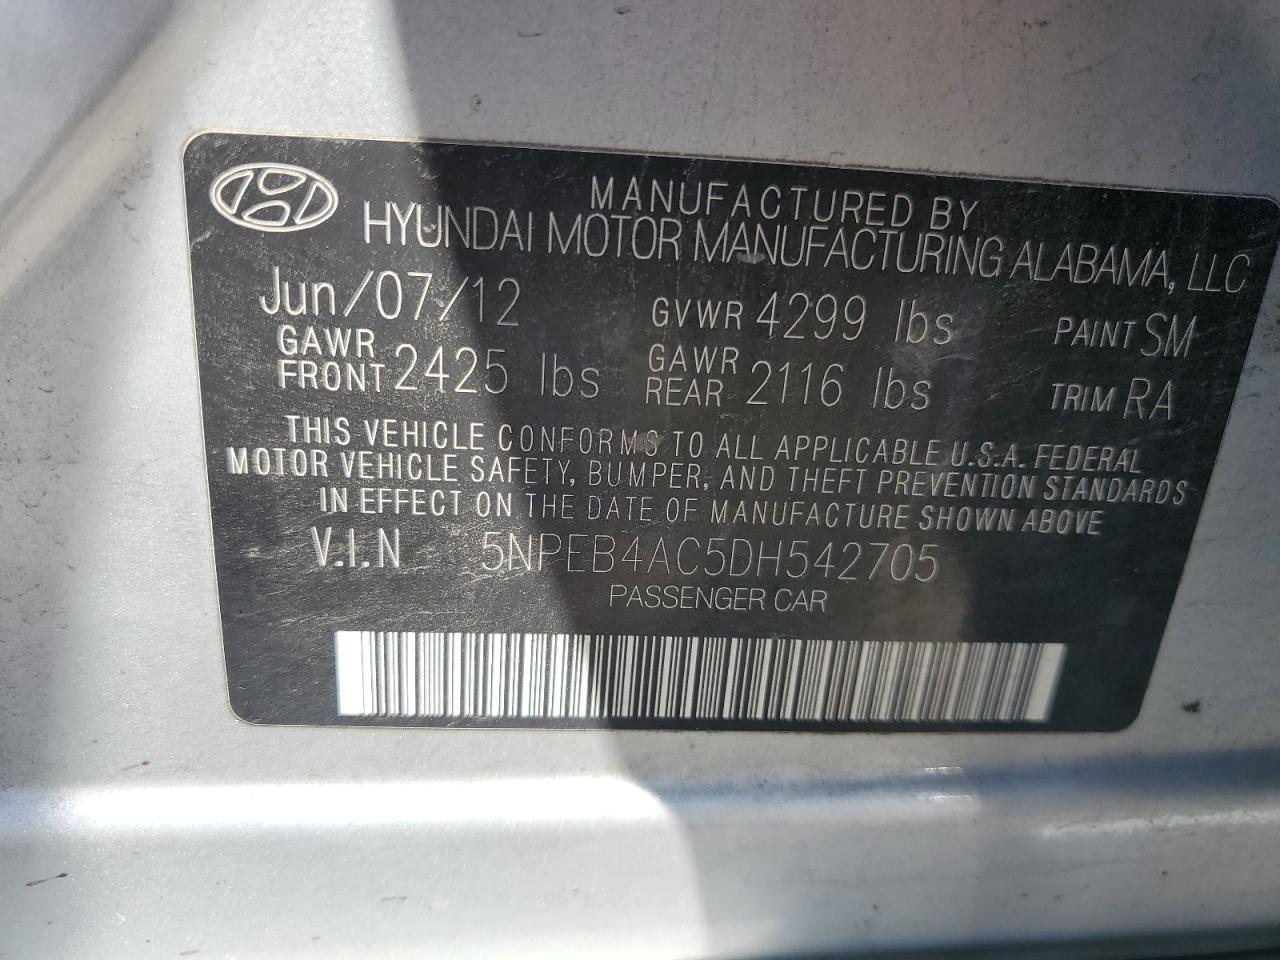 MANUFACTURED BY
HYUNDAI MOTOR MANUFACTURING ALABAMA, LLC
Jun/07/12 GVWR 4299 lbs PAINT SM
GAWR FRONT 2425 lbs GAWR REAR 2116 lbs TRIM RA
THIS VEHICLE CONFORMS TO ALL APPLICABLE U.S.A. FEDERAL
MOTOR VEHICLE SAFETY, BUMPER, AND THEFT PREVENTION STANDARDS
IN EFFECT ON THE DATE OF MANUFACTURE SHOWN ABOVE
V.I.N 5NPEB4AC5DH542705
PASSENGER CAR